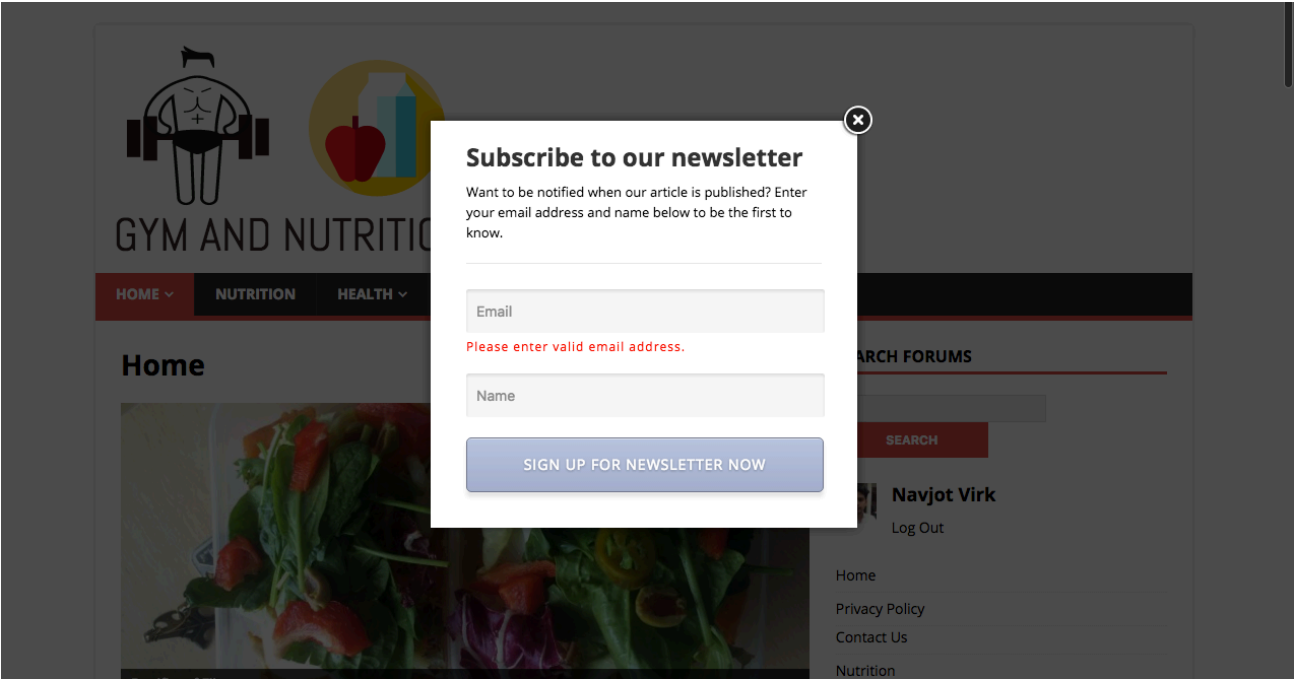 GYM AND NUTRITIO
HOME
NUTRITION
HEALTH
Home
Subscribe to our newsletter
Want to be notified when our article is published? Enter
your email address and name below to be the first to
know.
Email
Please enter valid email address.
Name
SIGN UP FOR NEWSLETTER NOW
ARCH FORUMS
SEARCH
Navjot Virk
Log Out
Home
Privacy Policy
Contact Us
Nutrition